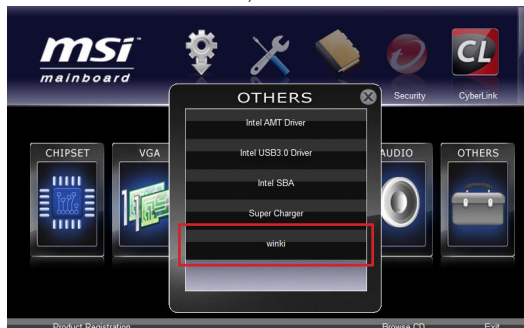 msi
mainboard
CL
Security
CyberLink
OTHERS
Intel AMT Driver
Intel USB3.0 Driver
Intel SBA
Super Charger
winki
CHIPSET
VGA
AUDIO
OTHERS
Product Registration
Browse CD
Exit